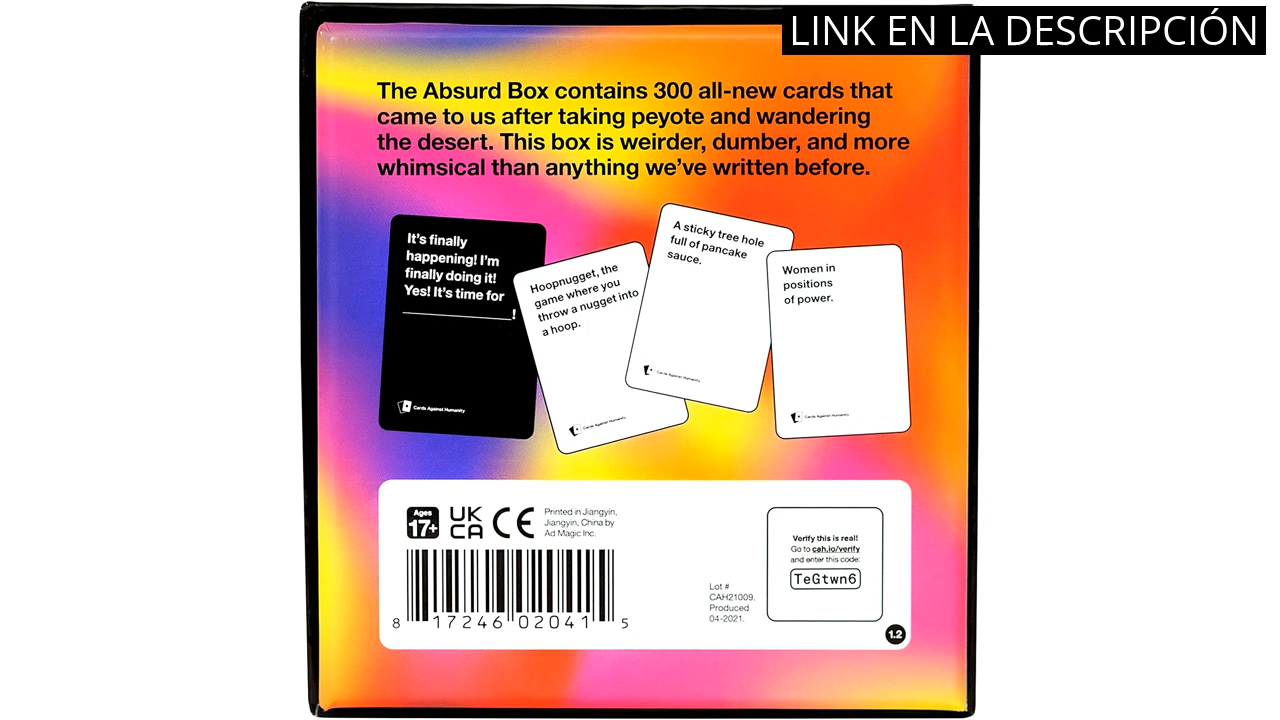 LINK EN LA DESCRIPCIÓN
The Absurd Box contains 300 all-new cards that
came to us after taking peyote and wandering
the desert. This box is weirder, dumber, and more
whimsical than anything we've written before.
It's finally
happening! I'm
finally doing it!
Yes! It's time for
____________!
Cards Against Humanity
Hoopnugget, the
game where you
throw a nugget into
a hoop.
Cards Against Humanity
A sticky tree hole
full of pancake
sauce.
Cards Against Humanity
Women in
positions
of power.
Cards Against Humanity
Ages
17+
UK
CA
CE
Printed in Jiangyin,
Jiangyin, China by
Ad Magic Inc.
8 17246 02041 5
Lot #
CAH21009.
Produced
04-2021.
Verify this is real!
Go to cah.io/verify
and enter this code:
TeGtwn6
1.2